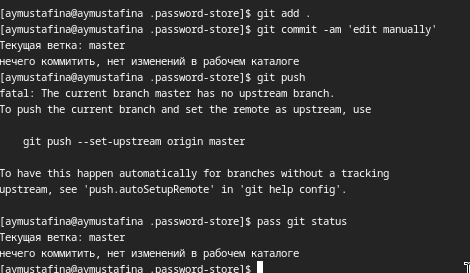 [aymustafina@aymustafina .password-store]$ git add .
[aymustafina@aymustafina .password-store]$ git commit -am 'edit manually'
Текущая ветка: master
нечего коммитить, нет изменений в рабочем каталоге
[aymustafina@aymustafina .password-store]$ git push
fatal: The current branch master has no upstream branch.
To push the current branch and set the remote as upstream, use

    git push --set-upstream origin master

To have this happen automatically for branches without a tracking
upstream, see 'push.autoSetupRemote' in 'git help config'.

[aymustafina@aymustafina .password-store]$ pass git status
Текущая ветка: master
нечего коммитить, нет изменений в рабочем каталоге
[aymustafina@aymustafina .password-store]$